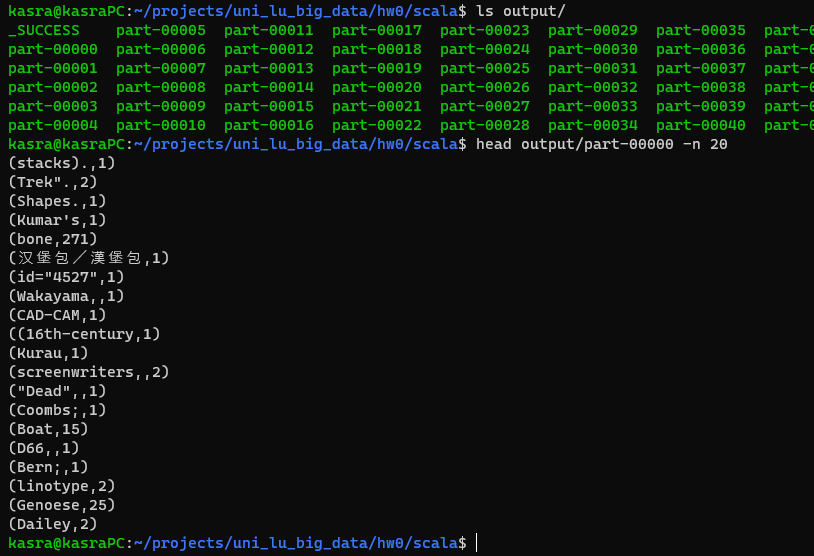 kasra@kasraPC:~/projects/uni_lu_big_data/hw0/scala$ ls output/
_SUCCESS part-00005 part-00011 part-00017 part-00023 part-00029 part-00035 part-0
part-00000 part-00006 part-00012 part-00018 part-00024 part-00030 part-00036 part-0
part-00001 part-00007 part-00013 part-00019 part-00025 part-00031 part-00037 part-0
part-00002 part-00008 part-00014 part-00020 part-00026 part-00032 part-00038 part-0
part-00003 part-00009 part-00015 part-00021 part-00027 part-00033 part-00039 part-0
part-00004 part-00010 part-00016 part-00022 part-00028 part-00034 part-00040 part-0
kasra@kasraPC:~/projects/uni_lu_big_data/hw0/scala$ head output/part-00000 -n 20
(stacks).,1)
(Trek".,2)
(Shapes.,1)
(Kumar's,1)
(bone,271)
(汉堡包／漢堡包,1)
(id="4527",1)
(Wakayama,,1)
(CAD-CAM,1)
((16th-century,1)
(Kurau,1)
(screenwriters,,2)
("Dead",,1)
(Coombs;,1)
(Boat,15)
(D66,,1)
(Bern;,1)
(linotype,2)
(Genoese,25)
(Dailey,2)
kasra@kasraPC:~/projects/uni_lu_big_data/hw0/scala$